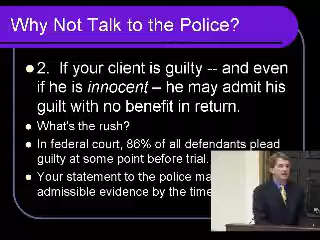 Why Not Talk to the Police?
2. If your client is guilty -- and even
if he is innocent – he may admit his
guilt with no benefit in return.
What's the rush?
In federal court, 86% of all defendants plead
guilty at some point before trial.
Your statement to the police ma
admissible evidence by the time